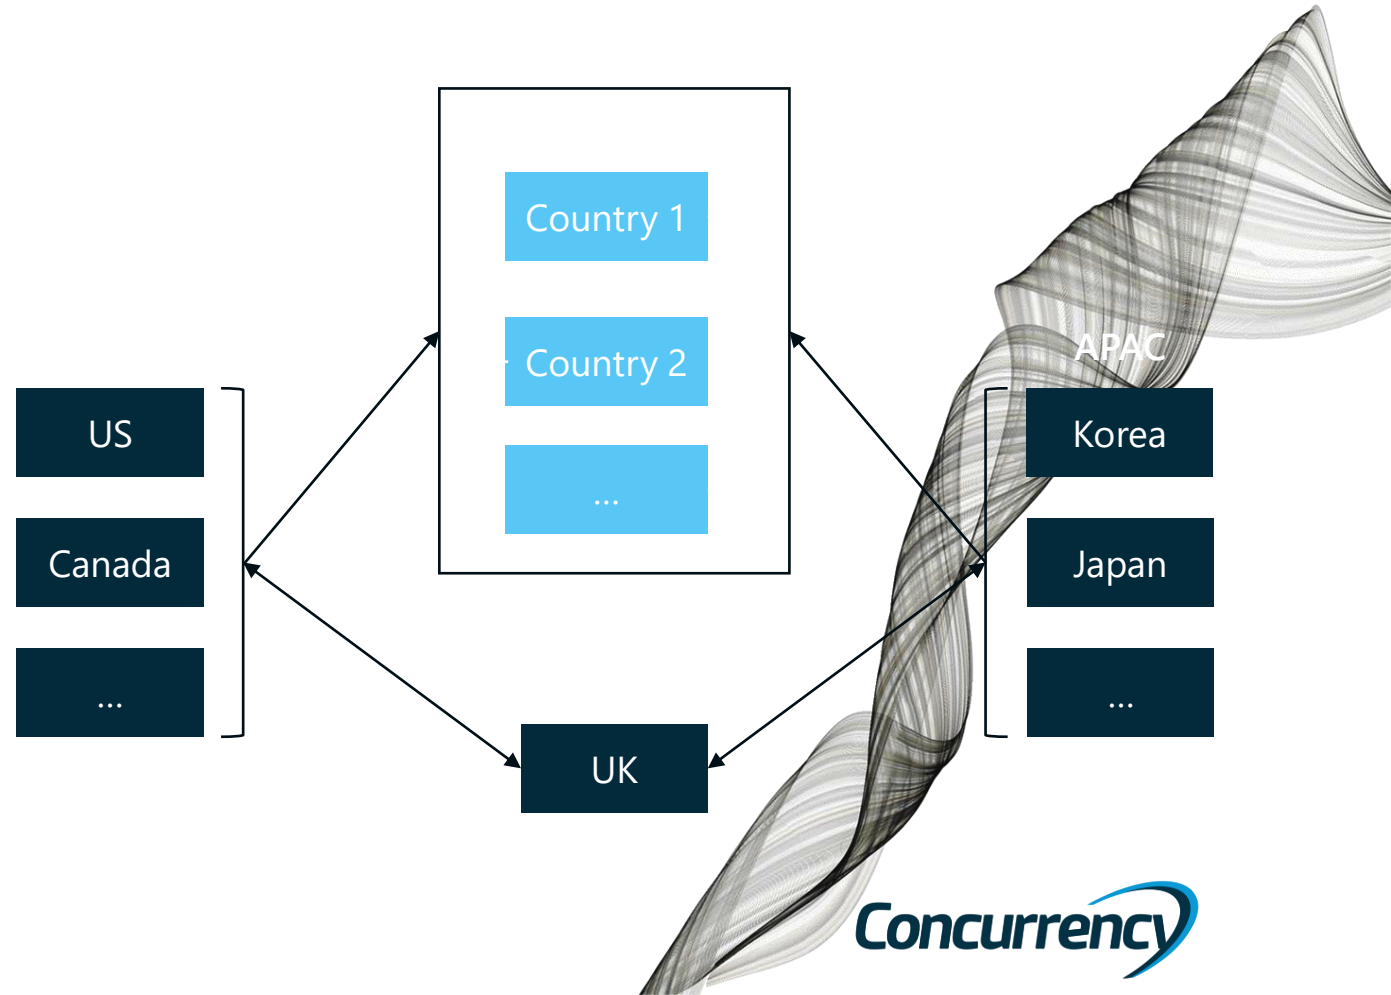 Country 1
Country 2
...
US
Canada
...
UK
APAC
Korea
Japan
...
Concurrency